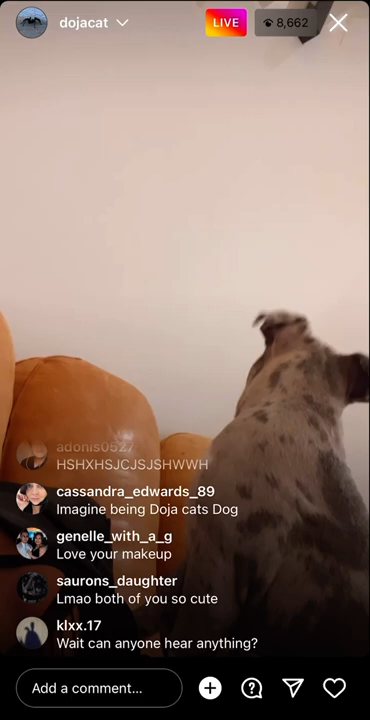 dojacat
LIVE
8,662
adonis0527
HSHXHSJCJSJSHWWH
cassandra_edwards_89
Imagine being Doja cats Dog
genelle_with_a_g
Love your makeup
saurons_daughter
Lmao both of you so cute
klxx.17
Wait can anyone hear anything?
Add a comment...